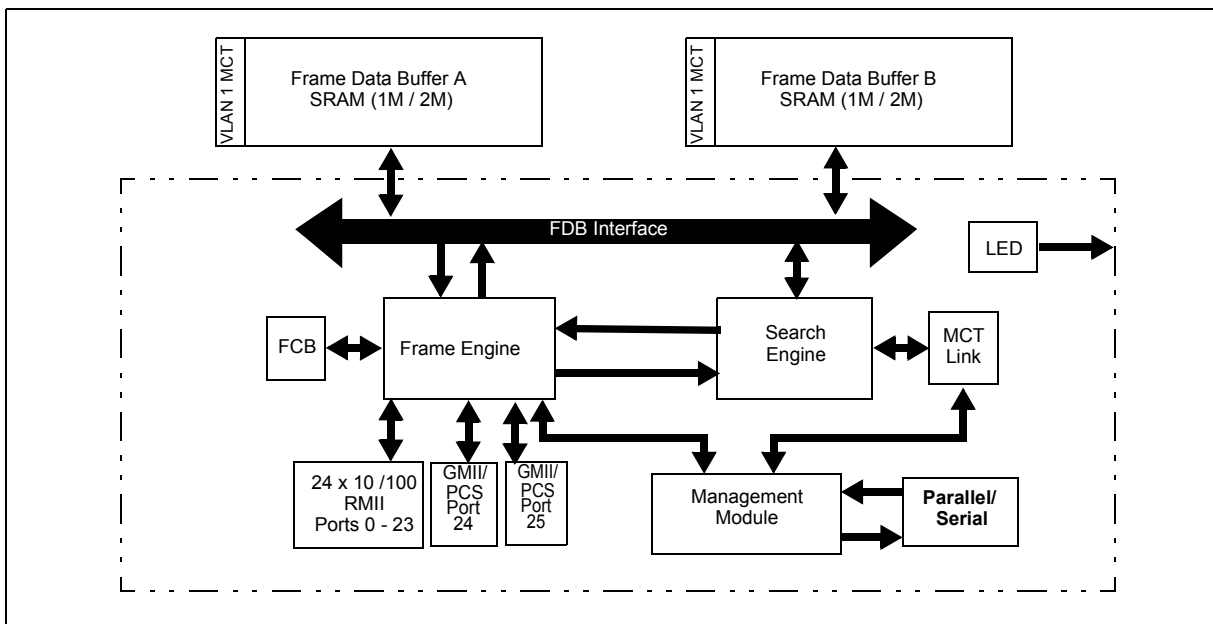 VLAN 1 MCT
Frame Data Buffer A
SRAM (1M / 2M)
VLAN 1 MCT
Frame Data Buffer B
SRAM (1M / 2M)
FDB Interface
LED
FCB
Frame Engine
Search
Engine
MCT
Link
24 x 10 /100
RMII
Ports 0 - 23
GMII/
PCS
Port
24
GMII/
PCS
Port
25
Management
Module
Parallel/
Serial